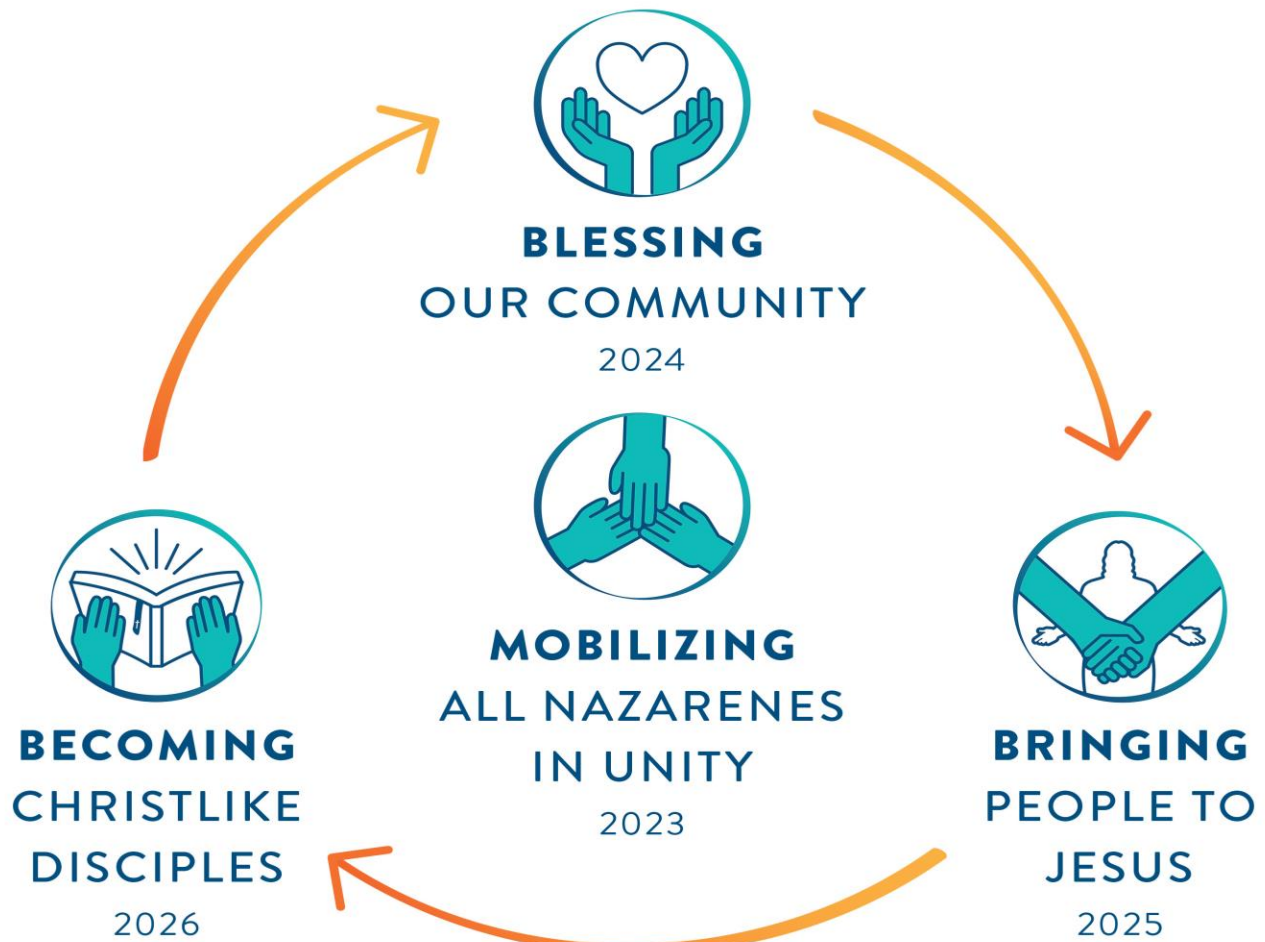 BLESSING
OUR COMMUNITY
2024
MOBILIZING
ALL NAZARENES
IN UNITY
2023
BECOMING
CHRISTLIKE
DISCIPLES
2026
BRINGING
PEOPLE TO
JESUS
2025